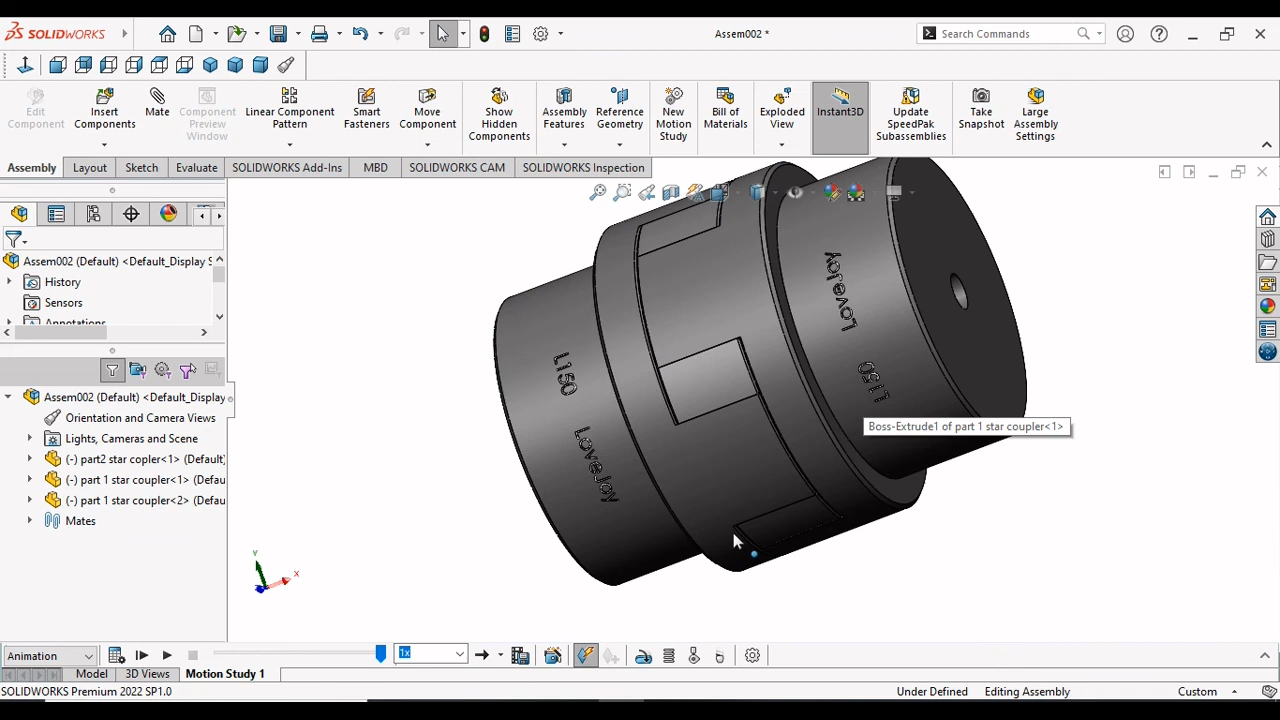 SOLIDWORKS
Assem002 *
Search Commands
Edit Component
Insert Components
Mate
Component Preview Window
Linear Component Pattern
Smart Fasteners
Move Component
Show Hidden Components
Assembly Features
Reference Geometry
New Motion Study
Bill of Materials
Exploded View
Instant3D
Update SpeedPak Subassemblies
Take Snapshot
Large Assembly Settings
Assembly
Layout
Sketch
Evaluate
SOLIDWORKS Add-Ins
MBD
SOLIDWORKS CAM
SOLIDWORKS Inspection
Assem002 (Default) <Default_Display S
History
Sensors
Annotations
Assem002 (Default) <Default_Display
Orientation and Camera Views
Lights, Cameras and Scene
(-) part2 star copler<1> (Default
(-) part 1 star coupler<1> (Defau
(-) part 1 star coupler<2> (Defau
Mates
L150
LoveJoy
LoveJoy
L150
Boss-Extrude1 of part 1 star coupler<1>
Y
X
Z
Animation
1x
Model
3D Views
Motion Study 1
SOLIDWORKS Premium 2022 SP1.0
Under Defined
Editing Assembly
Custom